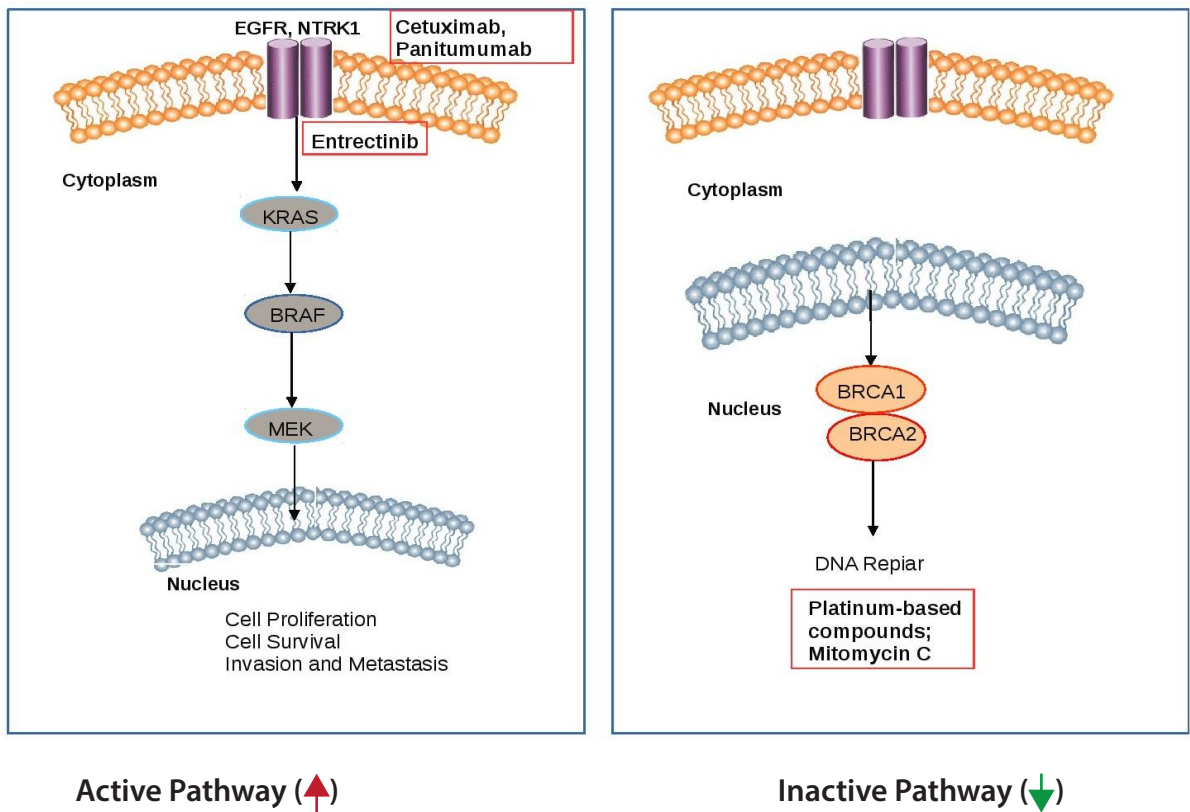 EGFR, NTRK1
Cetuximab,
Panitumumab
Entrectinib
Cytoplasm
KRAS
BRAF
MEK
Nucleus
Cell Proliferation
Cell Survival
Invasion and Metastasis
Active Pathway (↑)
Cytoplasm
Nucleus
BRCA1
BRCA2
DNA Repiar
Platinum-based
compounds;
Mitomycin C
Inactive Pathway (↓)